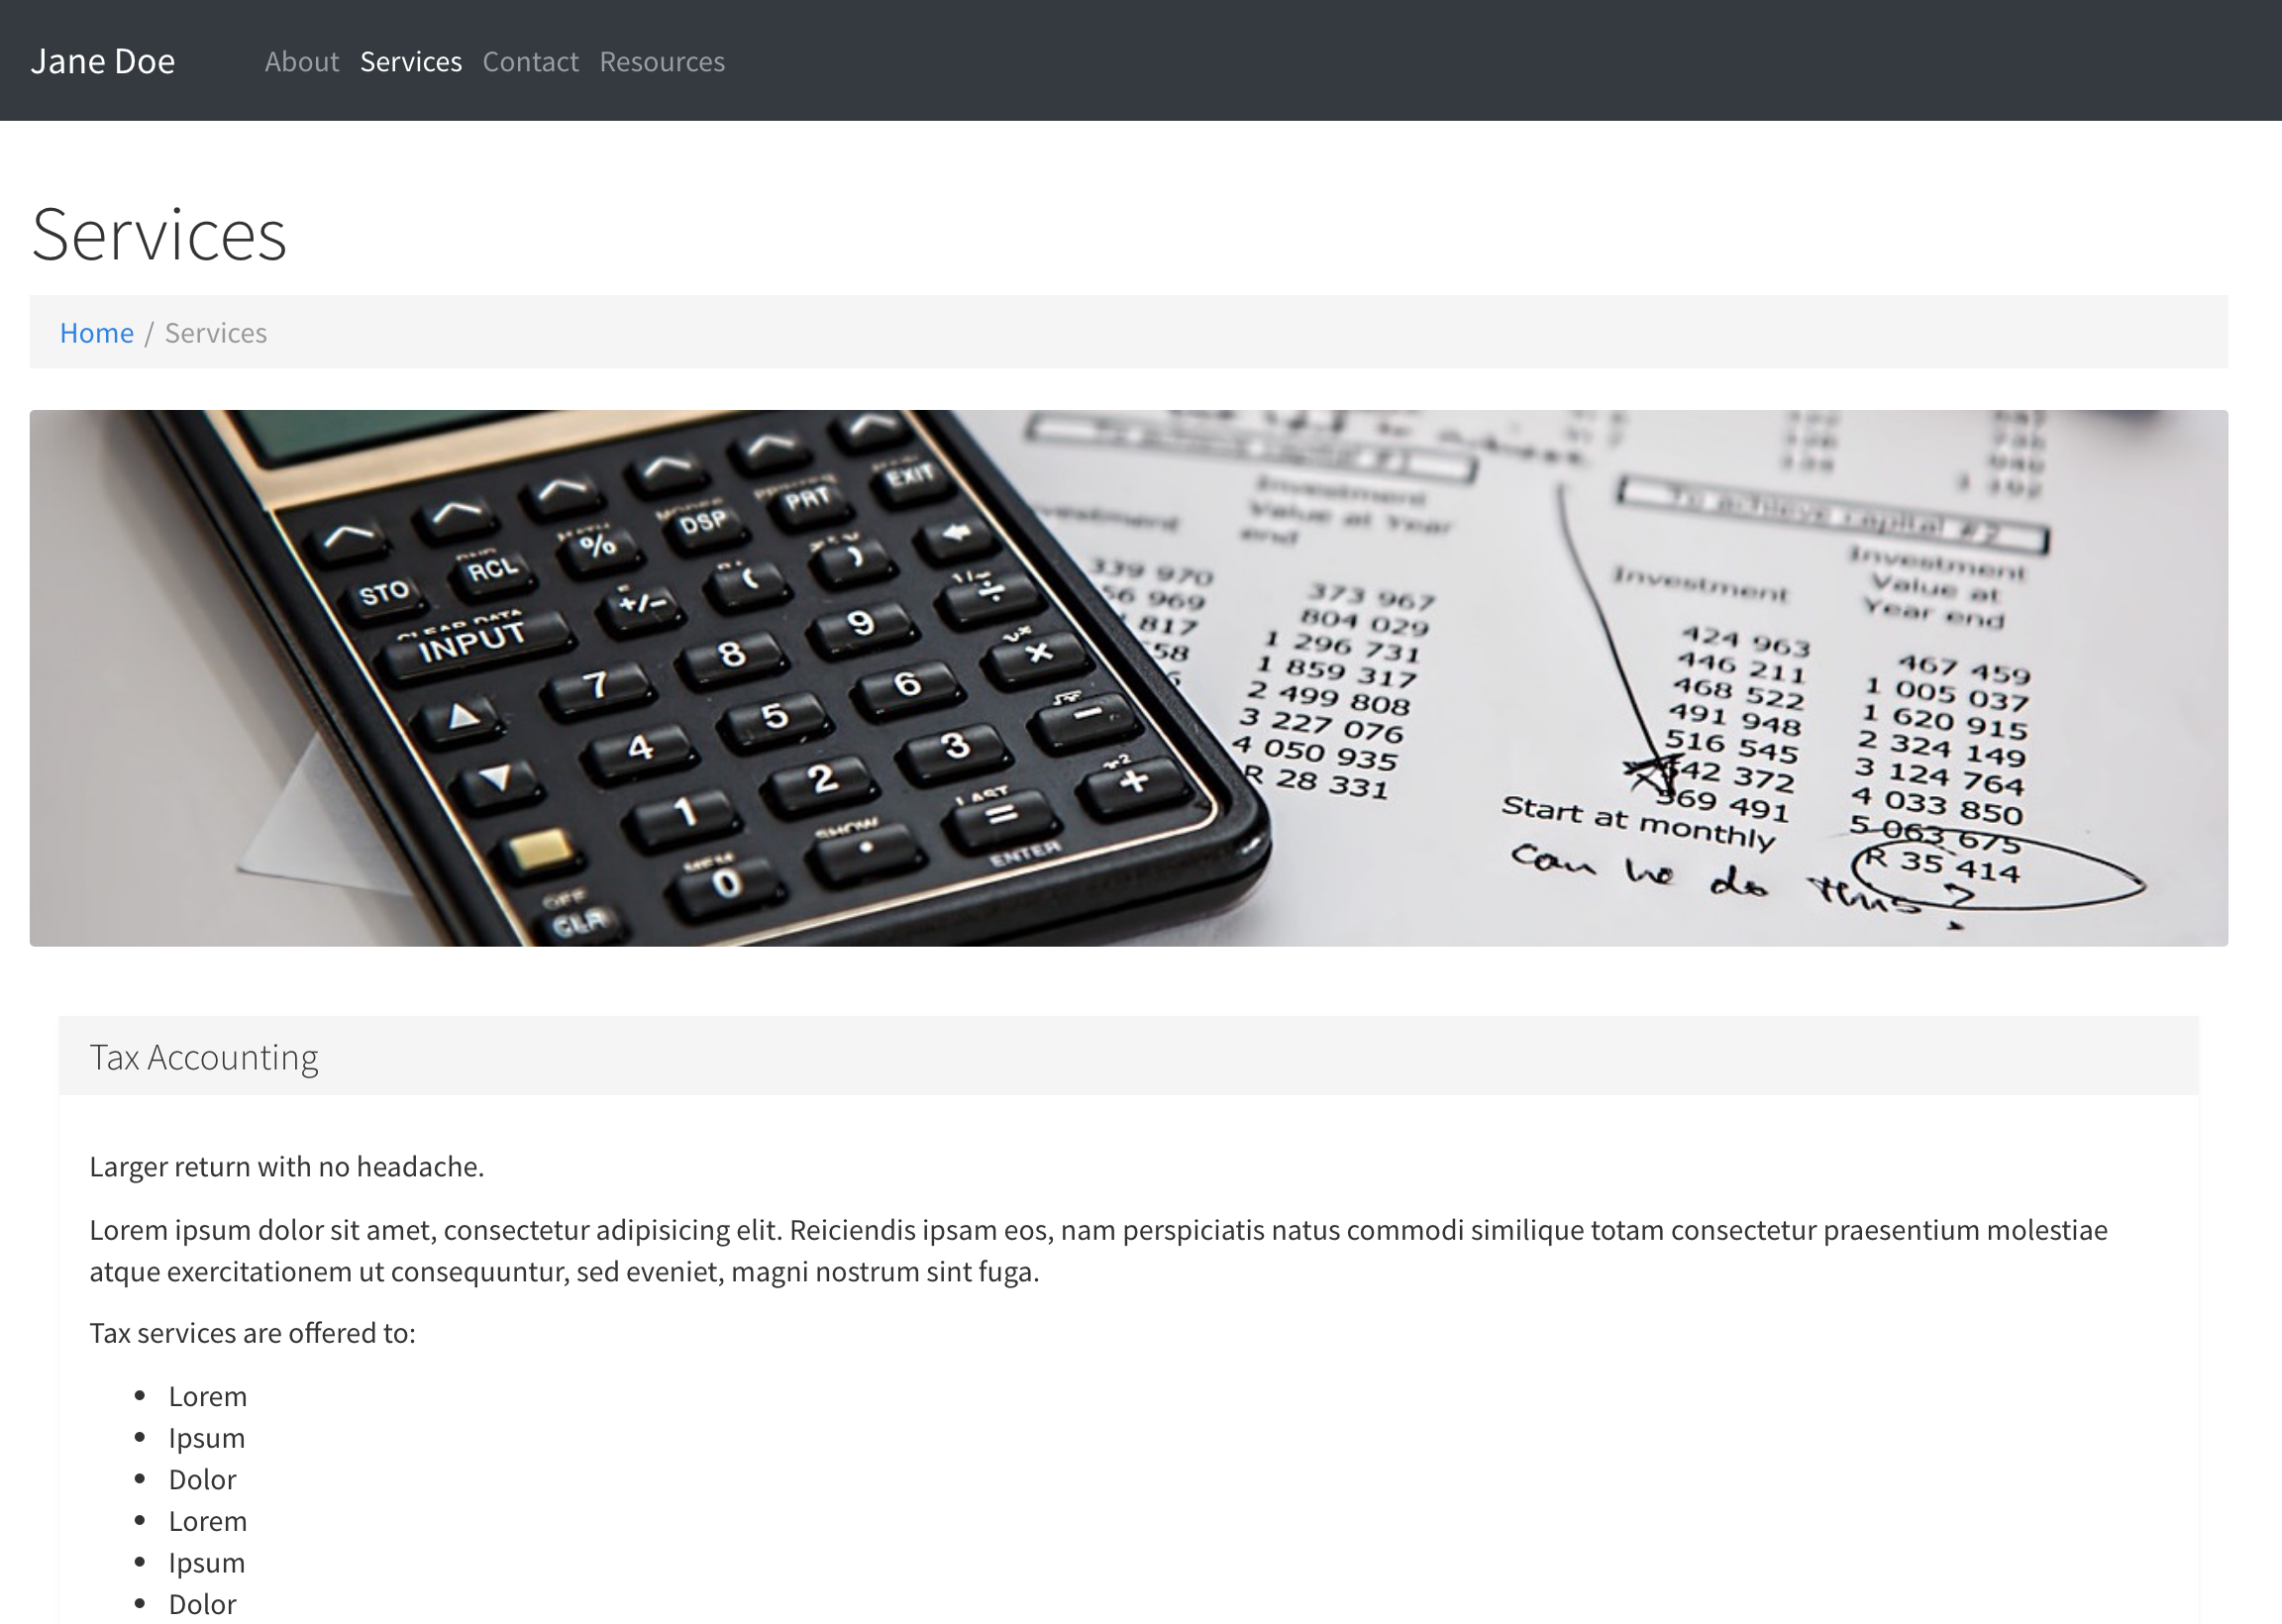 Jane Doe About Services Contact Resources
Services
Home / Services
EXIT
PRT
DSP
%
RCL
STO
( )
+/-
÷
CLEAR DATA
INPUT
7 8 9 ×
4 5 6 −
1 2 3 +
LAST
SHOW
0 . =
ENTER
OFF
CLR
To achieve capital #2
Investment
Value at Year
end
Investment
Investment
Value at
Year end
339 970
56 969
817
58
373 967
804 029
1 296 731
1 859 317
2 499 808
3 227 076
4 050 935
R 28 331
424 963
446 211
468 522
491 948
516 545
42 372
569 491
Start at monthly
467 459
1 005 037
1 620 915
2 324 149
3 124 764
4 033 850
5 063 675
R 35 414
can he do this?
Tax Accounting
Larger return with no headache.
Lorem ipsum dolor sit amet, consectetur adipisicing elit. Reiciendis ipsam eos, nam perspiciatis natus commodi similique totam consectetur praesentium molestiae
atque exercitationem ut consequuntur, sed eveniet, magni nostrum sint fuga.
Tax services are offered to:
• Lorem
• Ipsum
• Dolor
• Lorem
• Ipsum
• Dolor